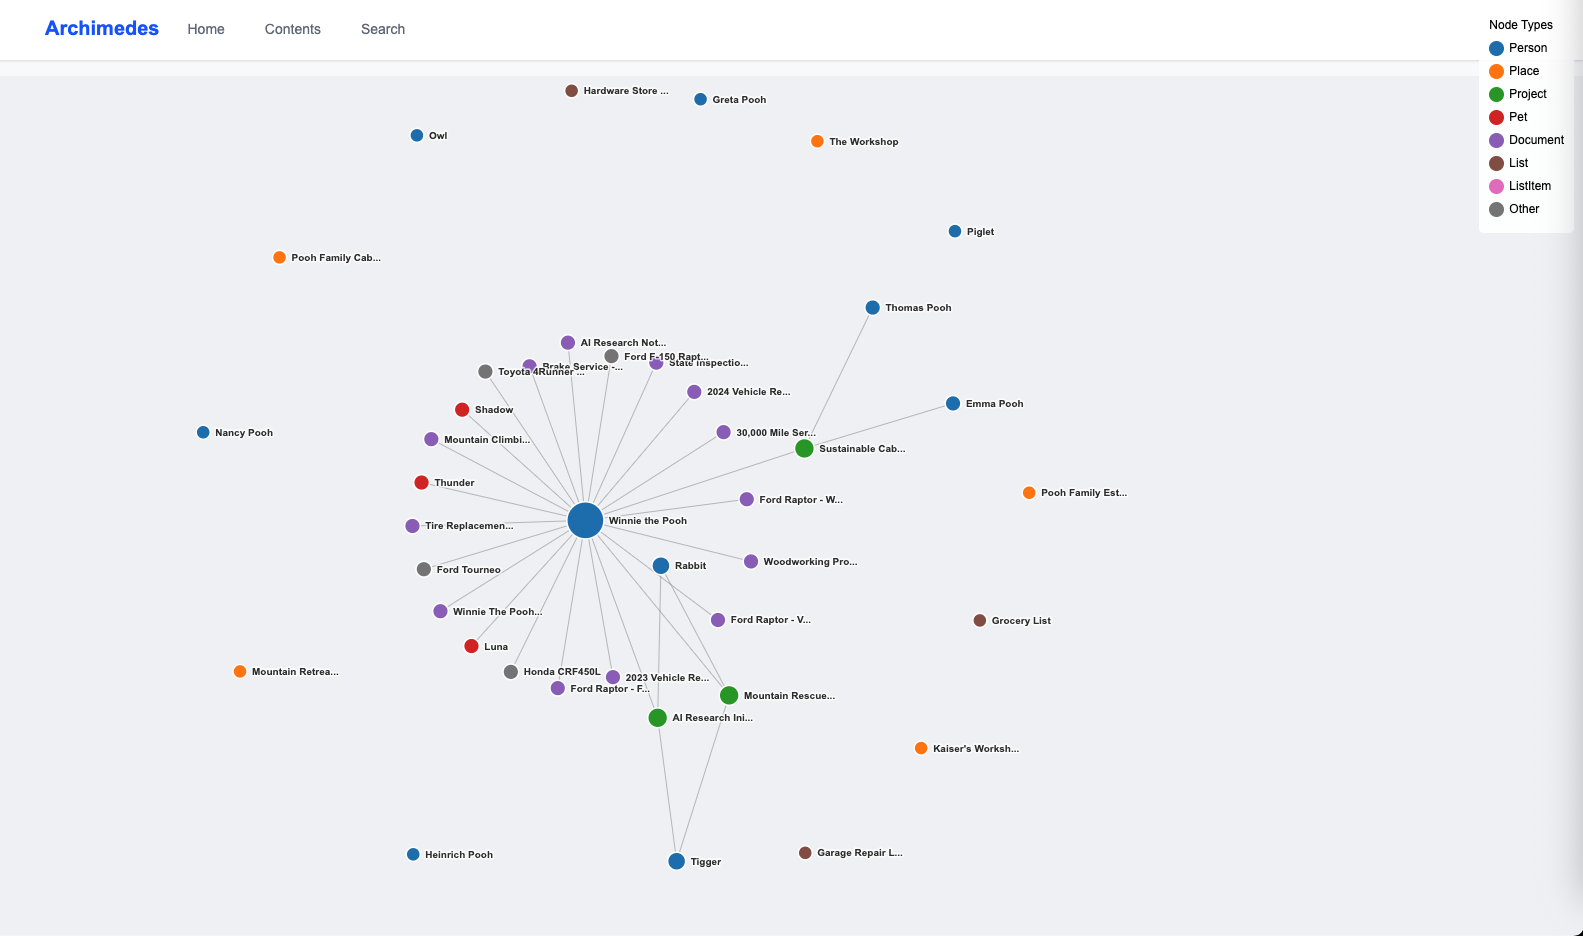 Archimedes
Home
Contents
Search
Node Types
Person
Place
Project
Pet
Document
List
ListItem
Other
Hardware Store ...
Greta Pooh
Owl
The Workshop
Piglet
Pooh Family Cab...
Thomas Pooh
AI Research Not...
Ford F-150 Rapt...
State Inspectio...
Brake Service -...
Toyota 4Runner ...
2024 Vehicle Re...
Emma Pooh
Shadow
Nancy Pooh
30,000 Mile Ser...
Mountain Climbi...
Sustainable Cab...
Thunder
Pooh Family Est...
Ford Raptor - W...
Winnie the Pooh
Tire Replacemen...
Woodworking Pro...
Rabbit
Ford Tourneo
Winnie The Pooh...
Ford Raptor - V...
Grocery List
Luna
Mountain Retrea...
Honda CRF450L
2023 Vehicle Re...
Ford Raptor - F...
Mountain Rescue...
AI Research Ini...
Kaiser's Worksh...
Heinrich Pooh
Garage Repair L...
Tigger